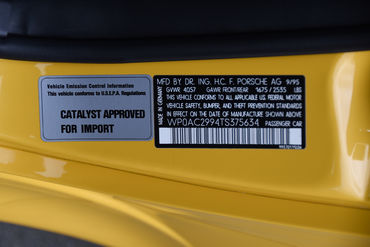 Vehicle Emission Control Information
This vehicle conforms to U.S.E.P.A. Regulations
CATALYST APPROVED
FOR IMPORT
MADE IN GERMANY
MFD BY DR. ING. H.C. F. PORSCHE AG 9/95
GVWR 4057 GAWR FRONT/REAR 1675/2535 LBS
THIS VEHICLE CONFORMS TO ALL APPLICABLE FEDERAL MOTOR
VEHICLE SAFETY, BUMPER, AND THEFT PREVENTION STANDARDS
IN EFFECT ON THE DATE OF MANUFACTURE SHOWN ABOVE
WP0AC2994TS375634 PASSENGER CAR